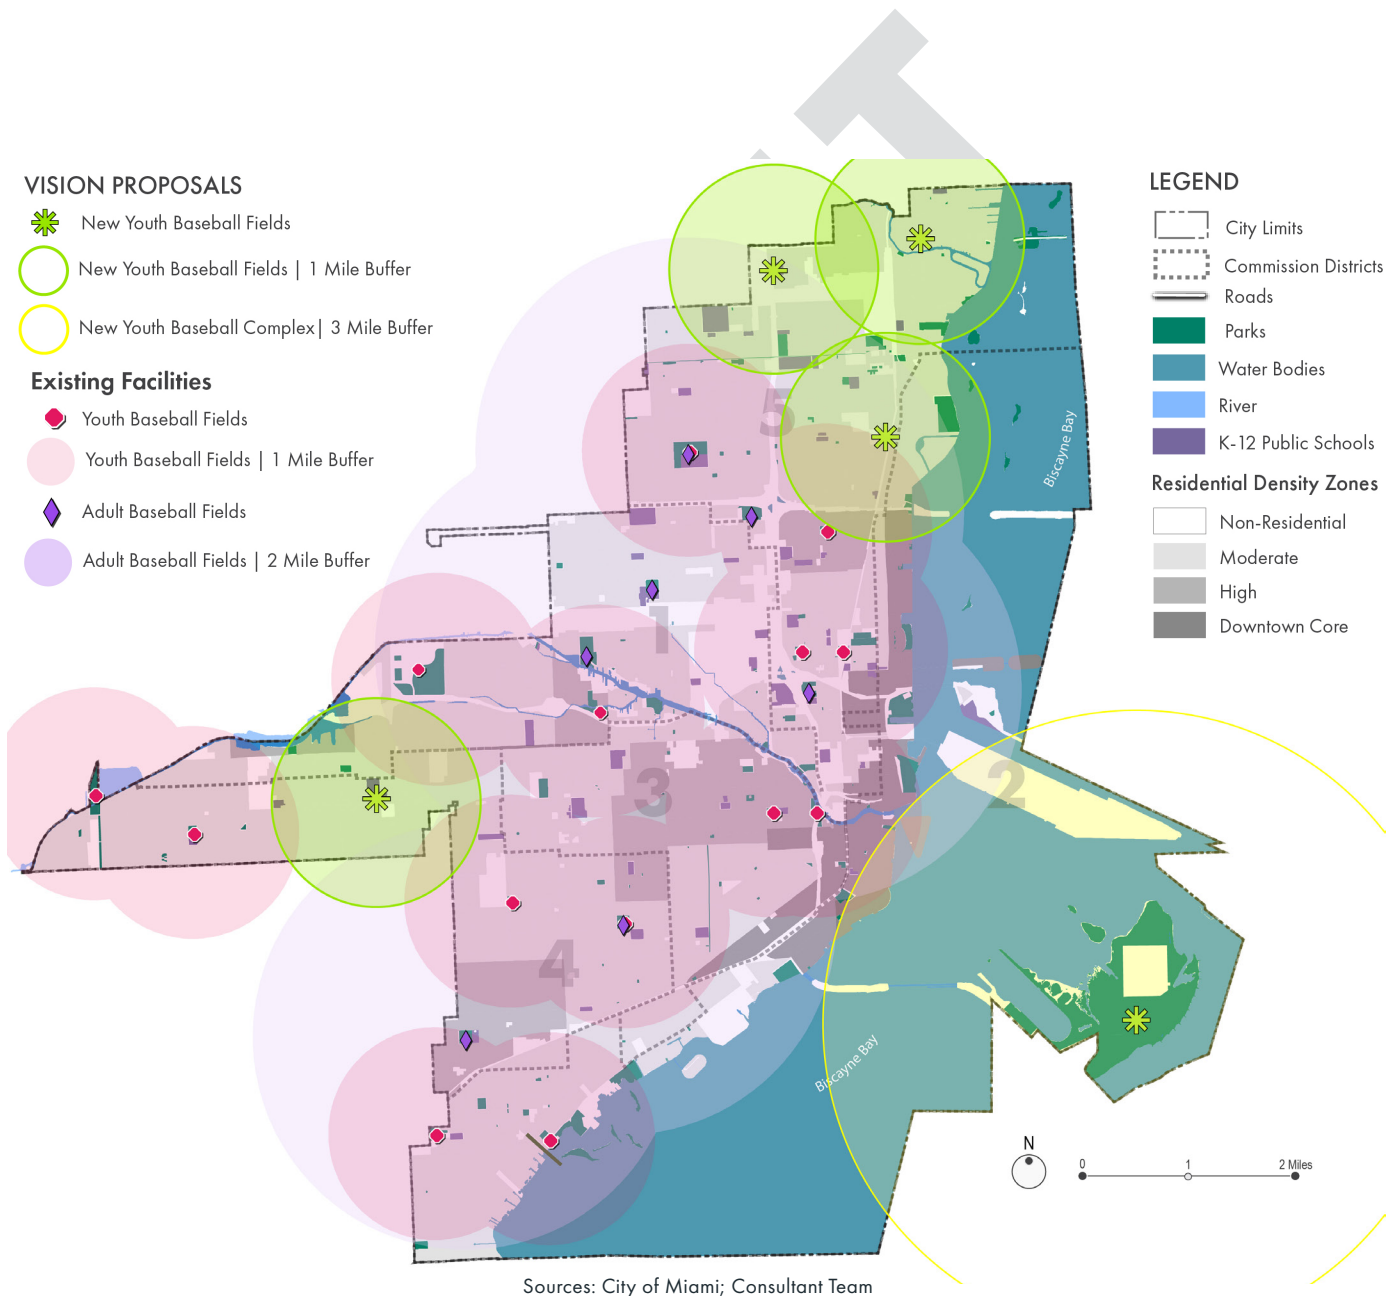 VISION PROPOSALS
New Youth Baseball Fields
New Youth Baseball Fields | 1 Mile Buffer
New Youth Baseball Complex| 3 Mile Buffer
Existing Facilities
Youth Baseball Fields
Youth Baseball Fields | 1 Mile Buffer
Adult Baseball Fields
Adult Baseball Fields | 2 Mile Buffer
LEGEND
City Limits
Commission Districts
Roads
Parks
Water Bodies
River
K-12 Public Schools
Residential Density Zones
Non-Residential
Moderate
High
Downtown Core
5
1
2
3
4
Biscayne Bay
Biscayne Bay
N
0 1 2 Miles
Sources: City of Miami; Consultant Team